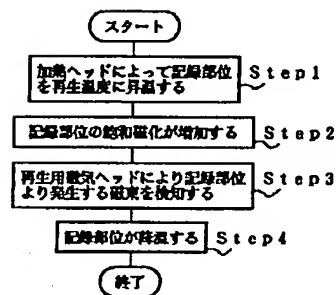 スタート
加熱ヘッドによって記録部位 Step1
を再生温度に昇温する
記録部位の飽和磁化が増加する Step2
再生用磁気ヘッドにより記録部位 Step3
より発生する磁束を検知する
記録部位が降温する Step4
終了